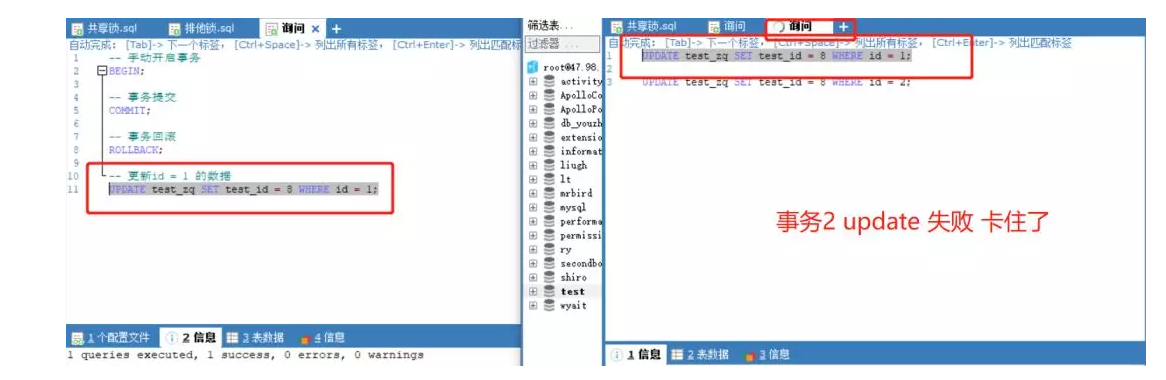 共享锁.sql 排他锁.sql 询问 × +
自动完成: [Tab]-> 下一个标签, [Ctrl+Space]-> 列出所有标签, [Ctrl+Enter]-> 列出匹配标
1 -- 手动开启事务
2 BEGIN;
3
4 -- 事务提交
5 COMMIT;
6
7 -- 事务回滚
8 ROLLBACK;
9
10 -- 更新id = 1 的数据
11 UPDATE test_zq SET test_id = 8 WHERE id = 1;
1 个配置文件 2 信息 3 表数据 4 信息
1 queries executed, 1 success, 0 errors, 0 warnings
筛选表...
过滤器 ...
root@47.98.
activity
ApolloCo
ApolloPo
db_youzh
extensio
informat
liugh
lt
mrbird
mysql
performa
permissi
ry
secondbo
shiro
test
wyait
共享锁.sql 询问 询问 +
自动完成: [Tab]-> 下一个标签, [Ctrl+Space]-> 列出所有标签, [Ctrl+Enter]-> 列出匹配标签
1 UPDATE test_zq SET test_id = 8 WHERE id = 1;
2
3 UPDATE test_zq SET test_id = 8 WHERE id = 2;
事务2 update 失败 卡住了
1 信息 2 表数据 3 信息